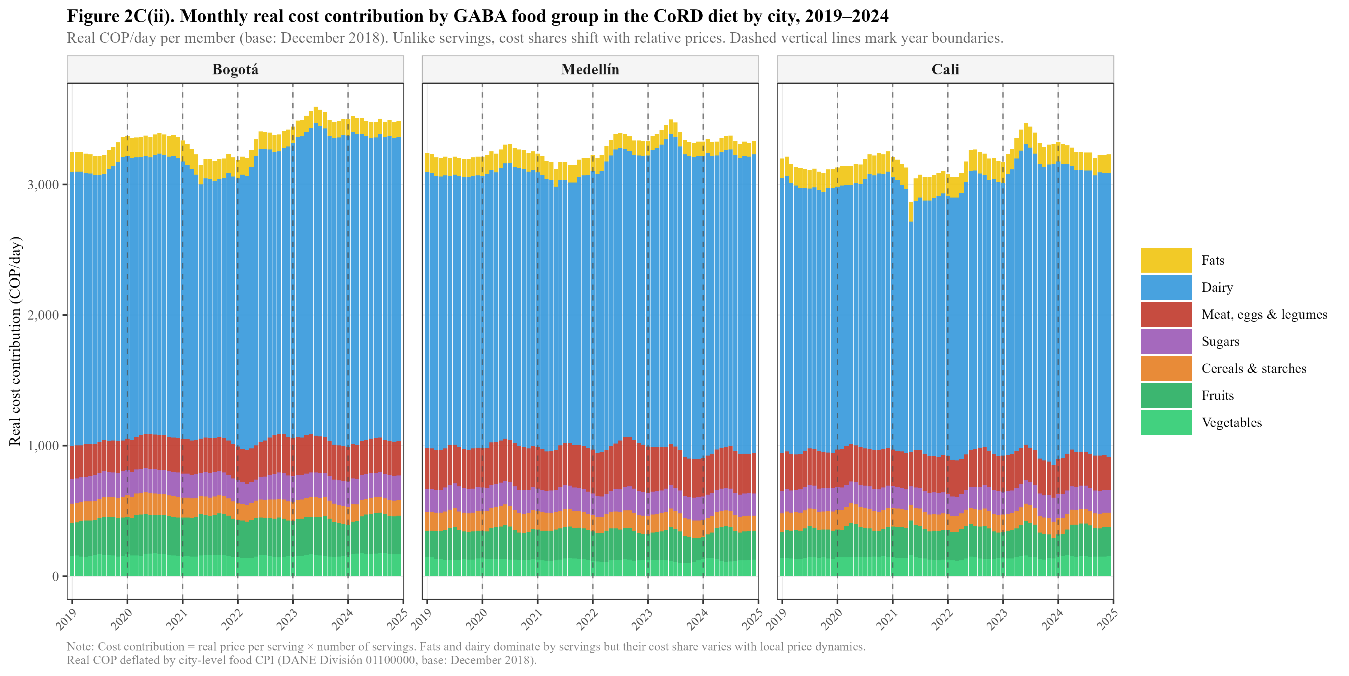 Figure 2C(ii). Monthly real cost contribution by GABA food group in the CoRD diet by city, 2019–2024
Real COP/day per member (base: December 2018). Unlike servings, cost shares shift with relative prices. Dashed vertical lines mark year boundaries.
Bogotá
Medellín
Cali
Real cost contribution (COP/day)
3,000
2,000
1,000
0
2019 2020 2021 2022 2023 2024 2025
2019 2020 2021 2022 2023 2024 2025
2019 2020 2021 2022 2023 2024 2025
Fats
Dairy
Meat, eggs & legumes
Sugars
Cereals & starches
Fruits
Vegetables
Note: Cost contribution = real price per serving × number of servings. Fats and dairy dominate by servings but their cost share varies with local price dynamics.
Real COP deflated by city-level food CPI (DANE División 01100000, base: December 2018).